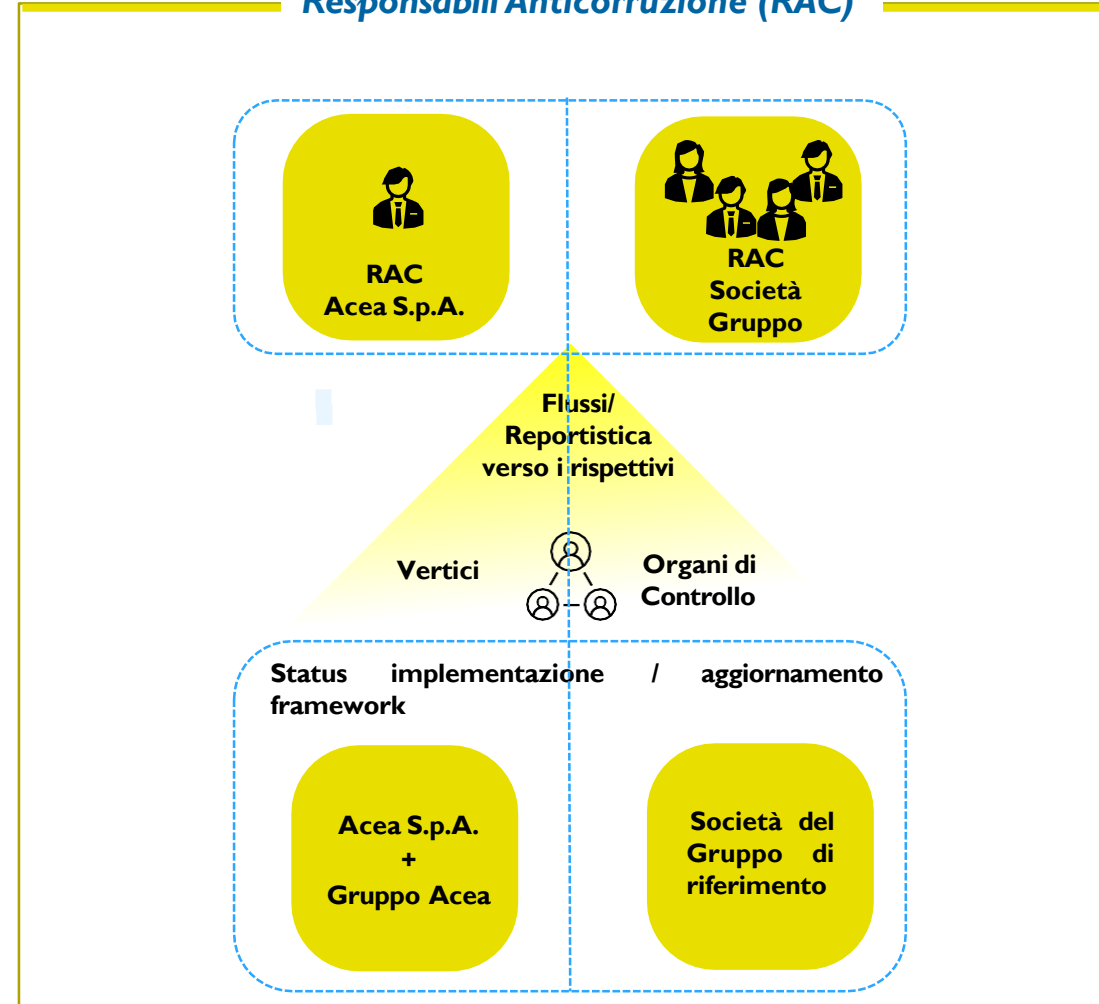 Responsabili Anticorruzione (RAC)
RAC
Acea S.p.A.
RAC
Società
Gruppo
Flussi/
Reportistica
verso i rispettivi
Vertici
Organi di
Controllo
Status implementazione / aggiornamento
framework
Acea S.p.A.
+
Gruppo Acea
Società del
Gruppo di
riferimento